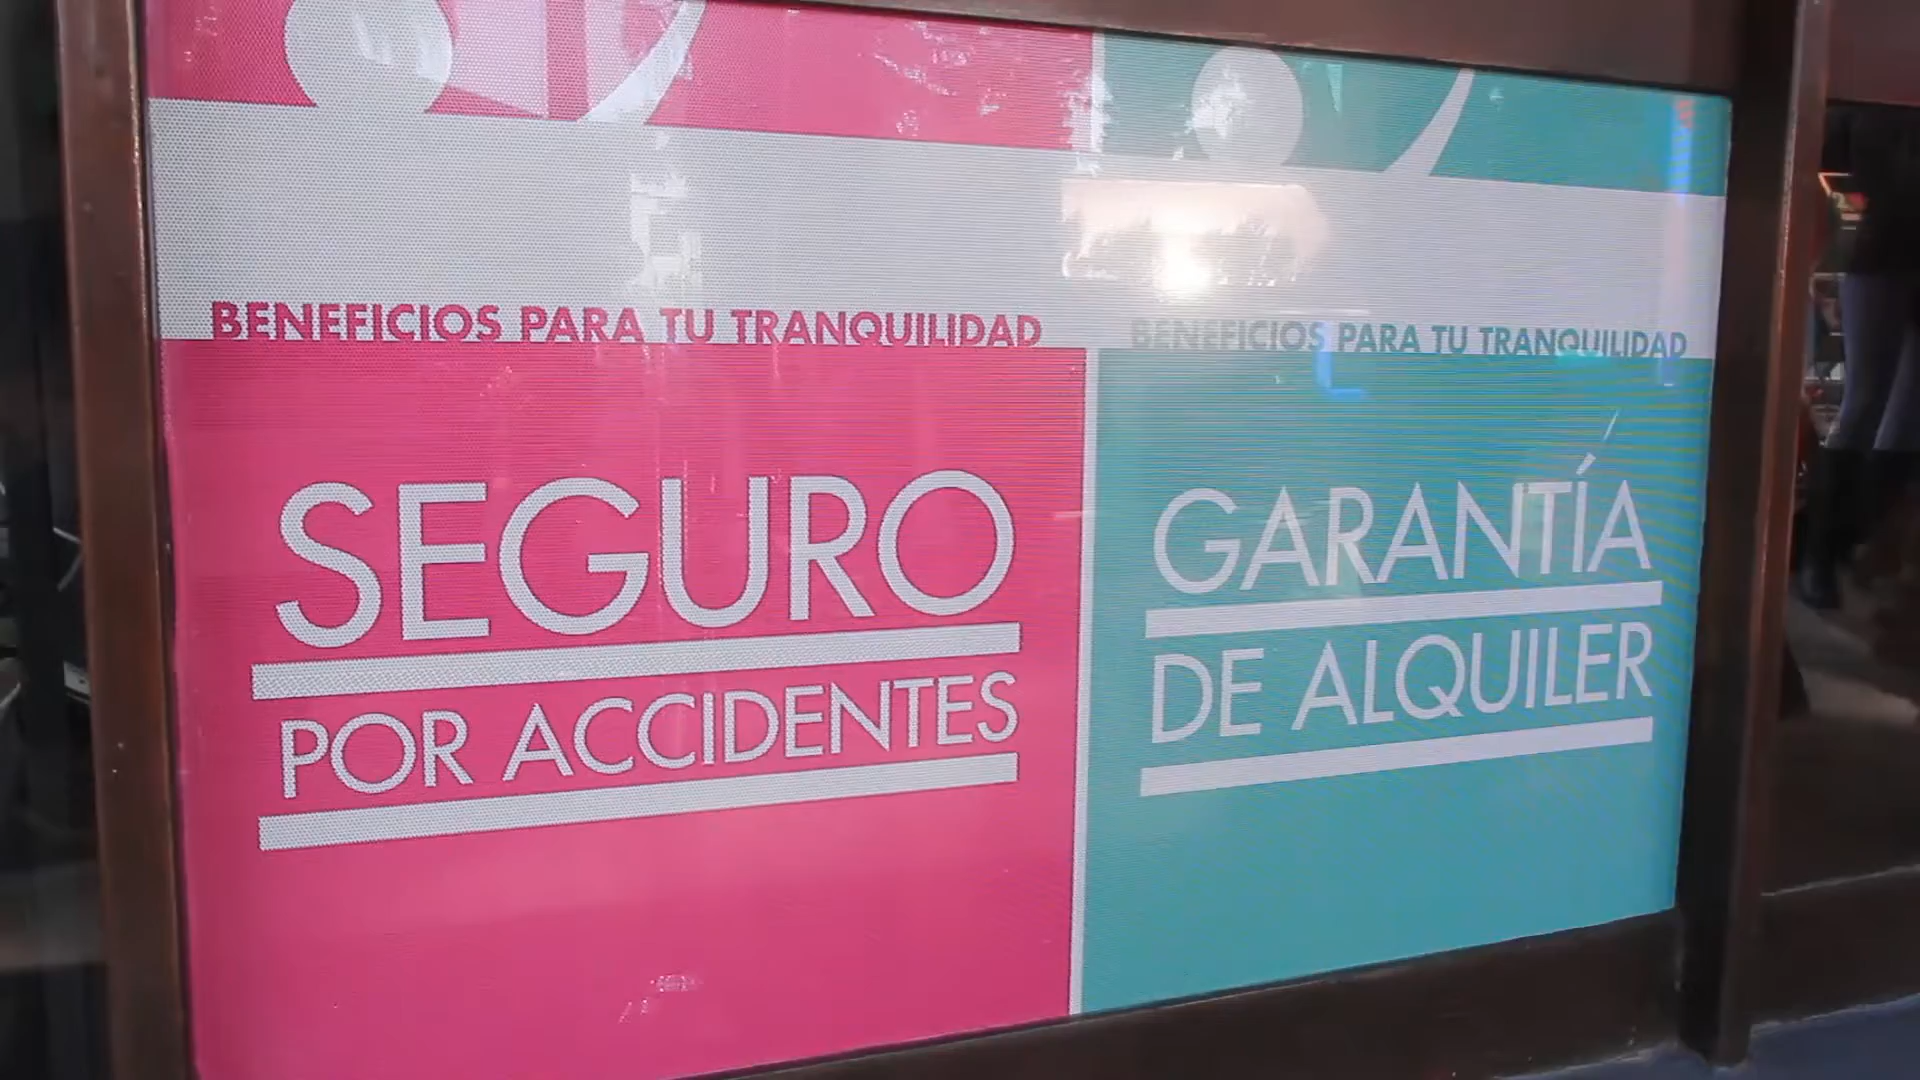 BENEFICIOS PARA TU TRANQUILIDAD
SEGURO
POR ACCIDENTES
BENEFICIOS PARA TU TRANQUILIDAD
GARANTÍA
DE ALQUILER